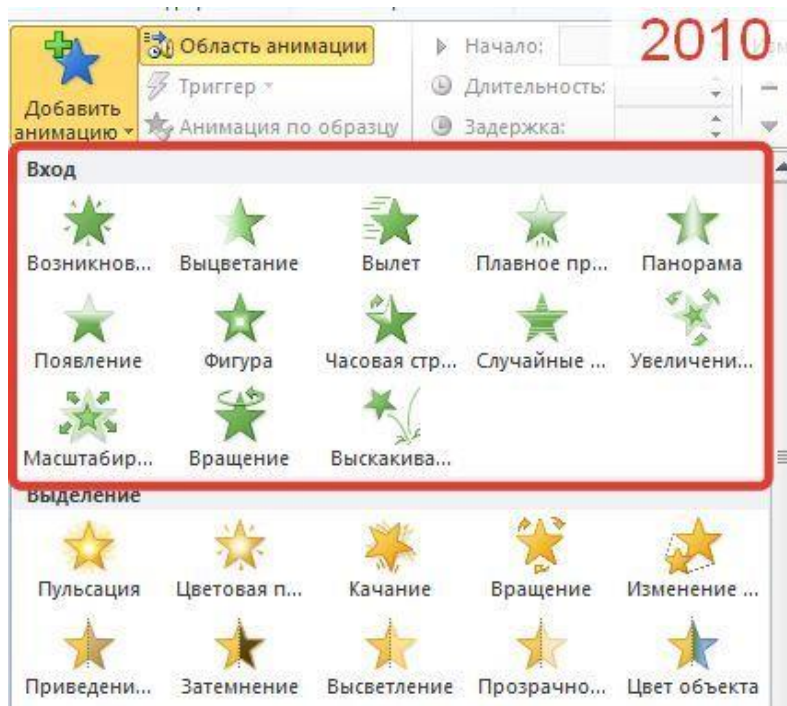 Область анимации
Начало:
2010
Добавить анимацию
Триггер
Длительность:
Анимация по образцу
Задержка:
Вход
Возникнов... Выцветание Вылет Плавное пр... Панорама
Появление Фигура Часовая стр... Случайные ... Увеличени...
Масштабир... Вращение Выскакива...
Выделение
Пульсация Цветовая п... Качание Вращение Изменение ...
Приведени... Затемнение Высветление Прозрачно... Цвет объекта